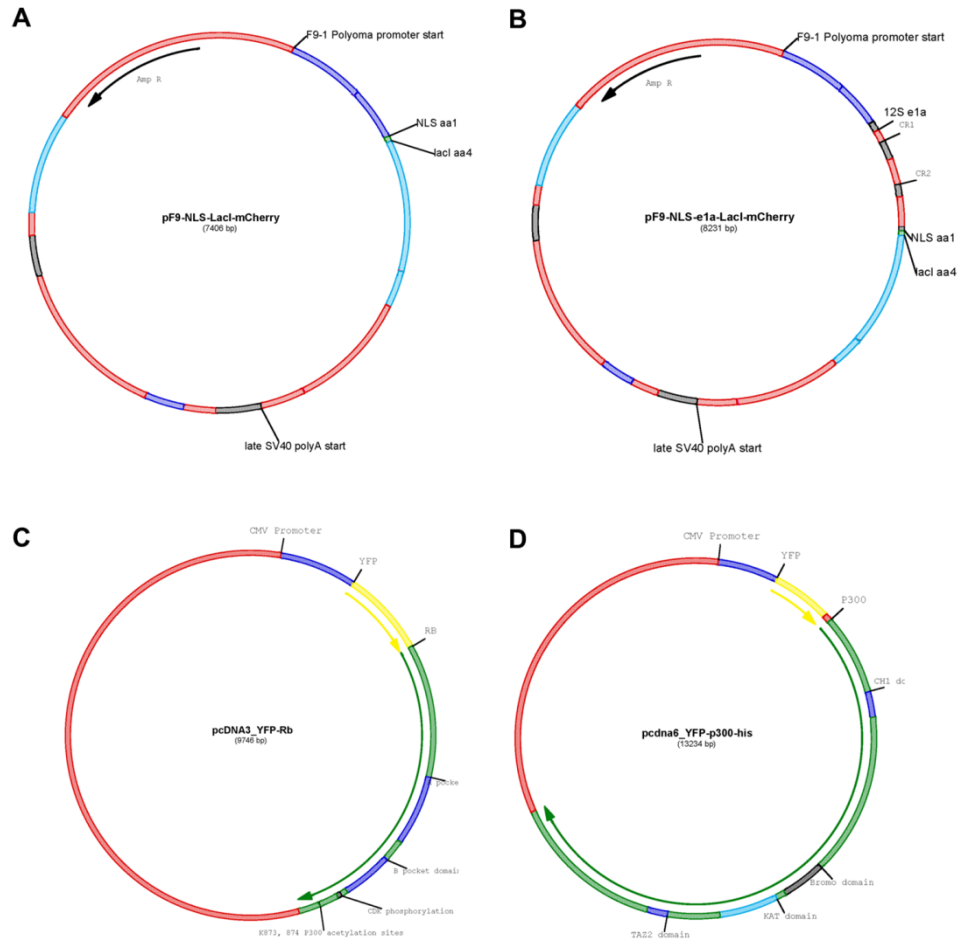 A
F9-1 Polyoma promoter start
Amp R
NLS aa1
lacI aa4
pF9-NLS-LacI-mCherry
(7406 bp)
late SV40 polyA start
B
F9-1 Polyoma promoter start
Amp R
12S e1a
CR1
CR2
pF9-NLS-e1a-LacI-mCherry
(8231 bp)
NLS aa1
lacI aa4
late SV40 polyA start
C
CMV Promoter
YFP
RB
pcDNA3_YFP-Rb
(9746 bp)
pocke
B pocket domain
CDK phosphorylation
K873, 874 P300 acetylation sites
D
CMV Promoter
YFP
P300
CH1 dc
pcdna6_YFP-p300-his
(13234 bp)
Bromo domain
KAT domain
TAZ2 domain